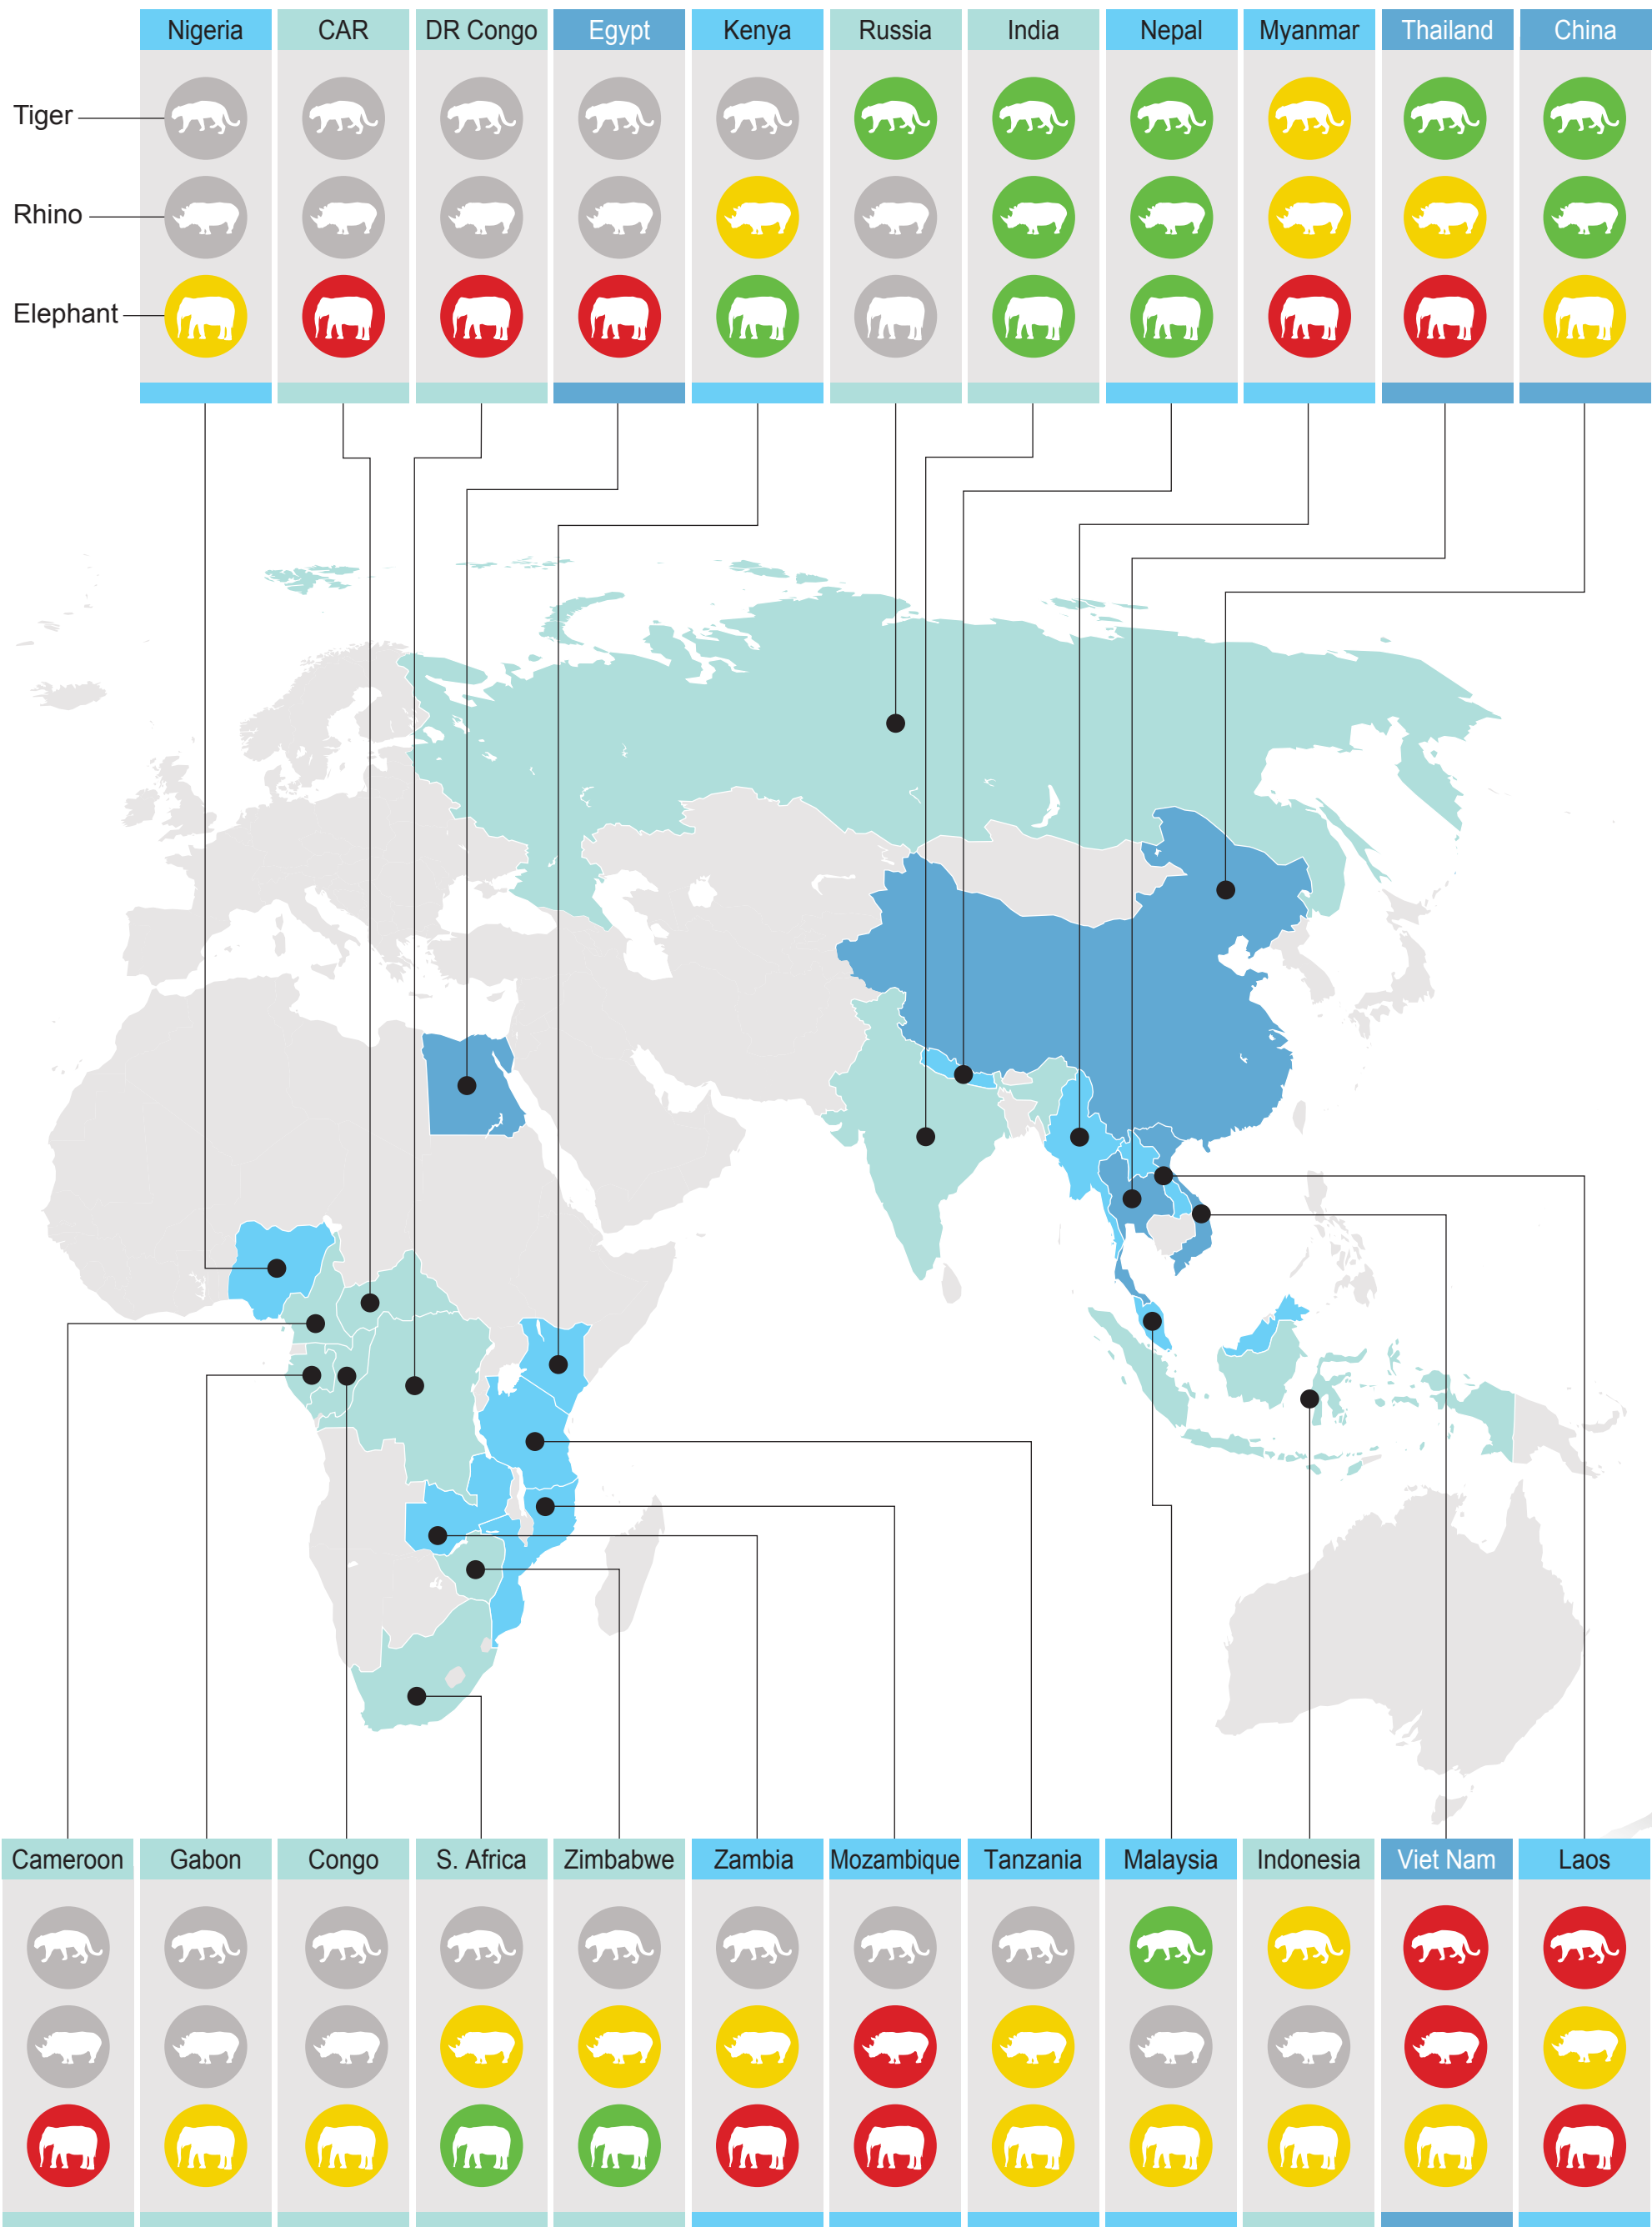 Nigeria CAR DR Congo Egypt Kenya Russia India Nepal Myanmar Thailand China
Tiger
Rhino
Elephant
Cameroon Gabon Congo S. Africa Zimbabwe Zambia Mozambique Tanzania Malaysia Indonesia Viet Nam Laos